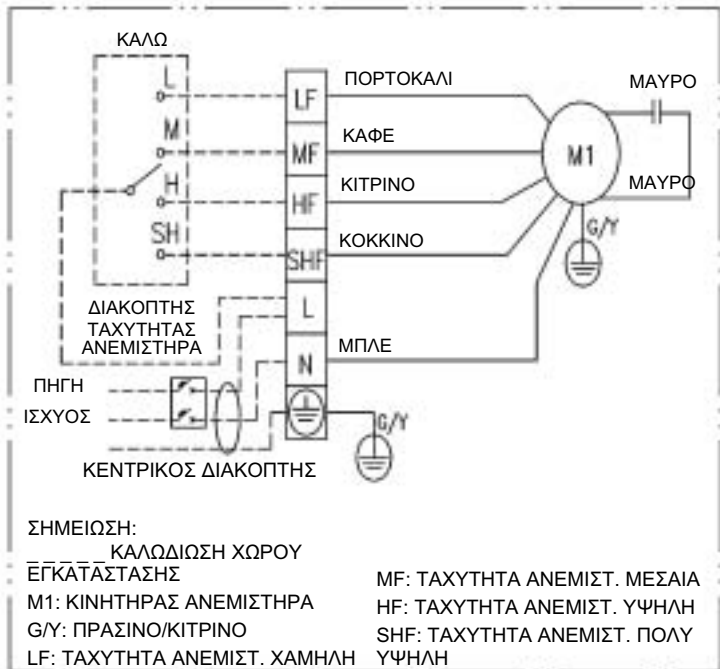 ΚΑΛΩ
L
M
H
SH
ΔΙΑΚΟΠΤΗΣ
ΤΑΧΥΤΗΤΑΣ
ΑΝΕΜΙΣΤΗΡΑ
LF
MF
HF
SHF
L
N
ΠΟΡΤΟΚΑΛΙ
ΚΑΦΕ
ΚΙΤΡΙΝΟ
ΚΟΚΚΙΝΟ
ΜΠΛΕ
M1
ΜΑΥΡΟ
ΜΑΥΡΟ
G/Y
G/Y
ΠΗΓΗ
ΙΣΧΥΟΣ
ΚΕΝΤΡΙΚΟΣ ΔΙΑΚΟΠΤΗΣ
ΣΗΜΕΙΩΣΗ:
_ _ _ _ _ ΚΑΛΩΔΙΩΣΗ ΧΩΡΟΥ
ΕΓΚΑΤΑΣΤΑΣΗΣ
M1: ΚΙΝΗΤΗΡΑΣ ΑΝΕΜΙΣΤΗΡΑ
G/Y: ΠΡΑΣΙΝΟ/ΚΙΤΡΙΝΟ
LF: ΤΑΧΥΤΗΤΑ ΑΝΕΜΙΣΤ. ΧΑΜΗΛΗ
MF: ΤΑΧΥΤΗΤΑ ΑΝΕΜΙΣΤ. ΜΕΣΑΙΑ
HF: ΤΑΧΥΤΗΤΑ ΑΝΕΜΙΣΤ. ΥΨΗΛΗ
SHF: ΤΑΧΥΤΗΤΑ ΑΝΕΜΙΣΤ. ΠΟΛΥ
ΥΨΗΛΗ